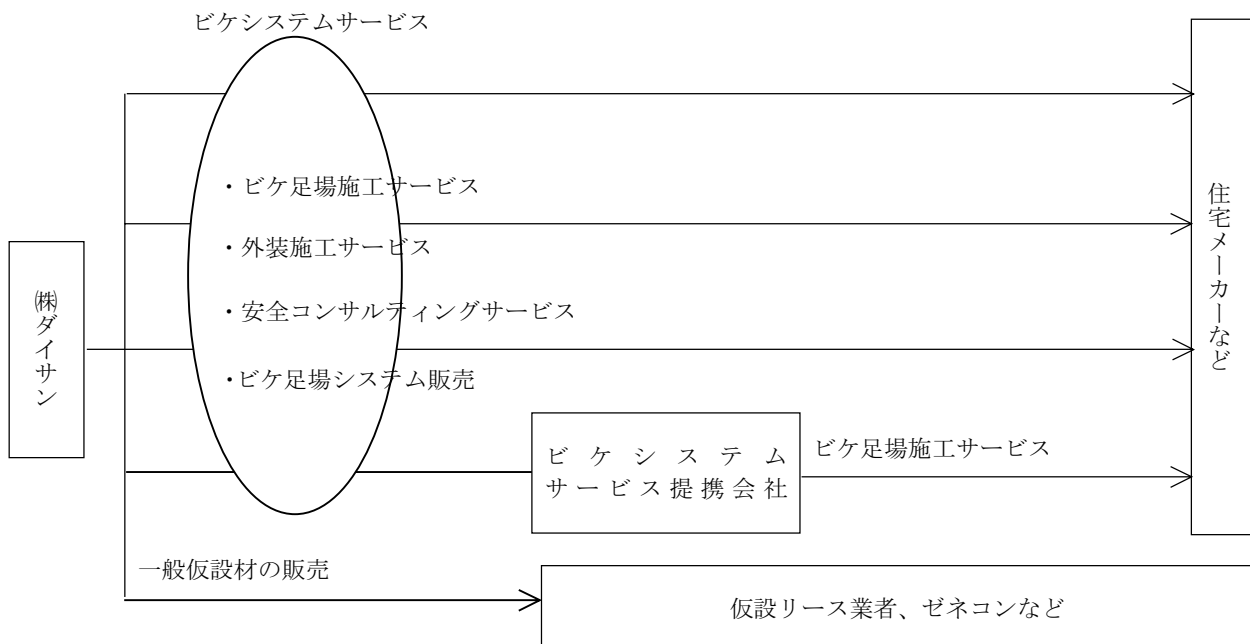 ビケシステムサービス
・ビケ足場施工サービス
・外装施工サービス
・安全コンサルティングサービス
・ビケ足場システム販売
㈱ダイサン
住宅メーカーなど
ビケシステム
サービス提携会社
ビケ足場施工サービス
一般仮設材の販売
仮設リース業者、ゼネコンなど